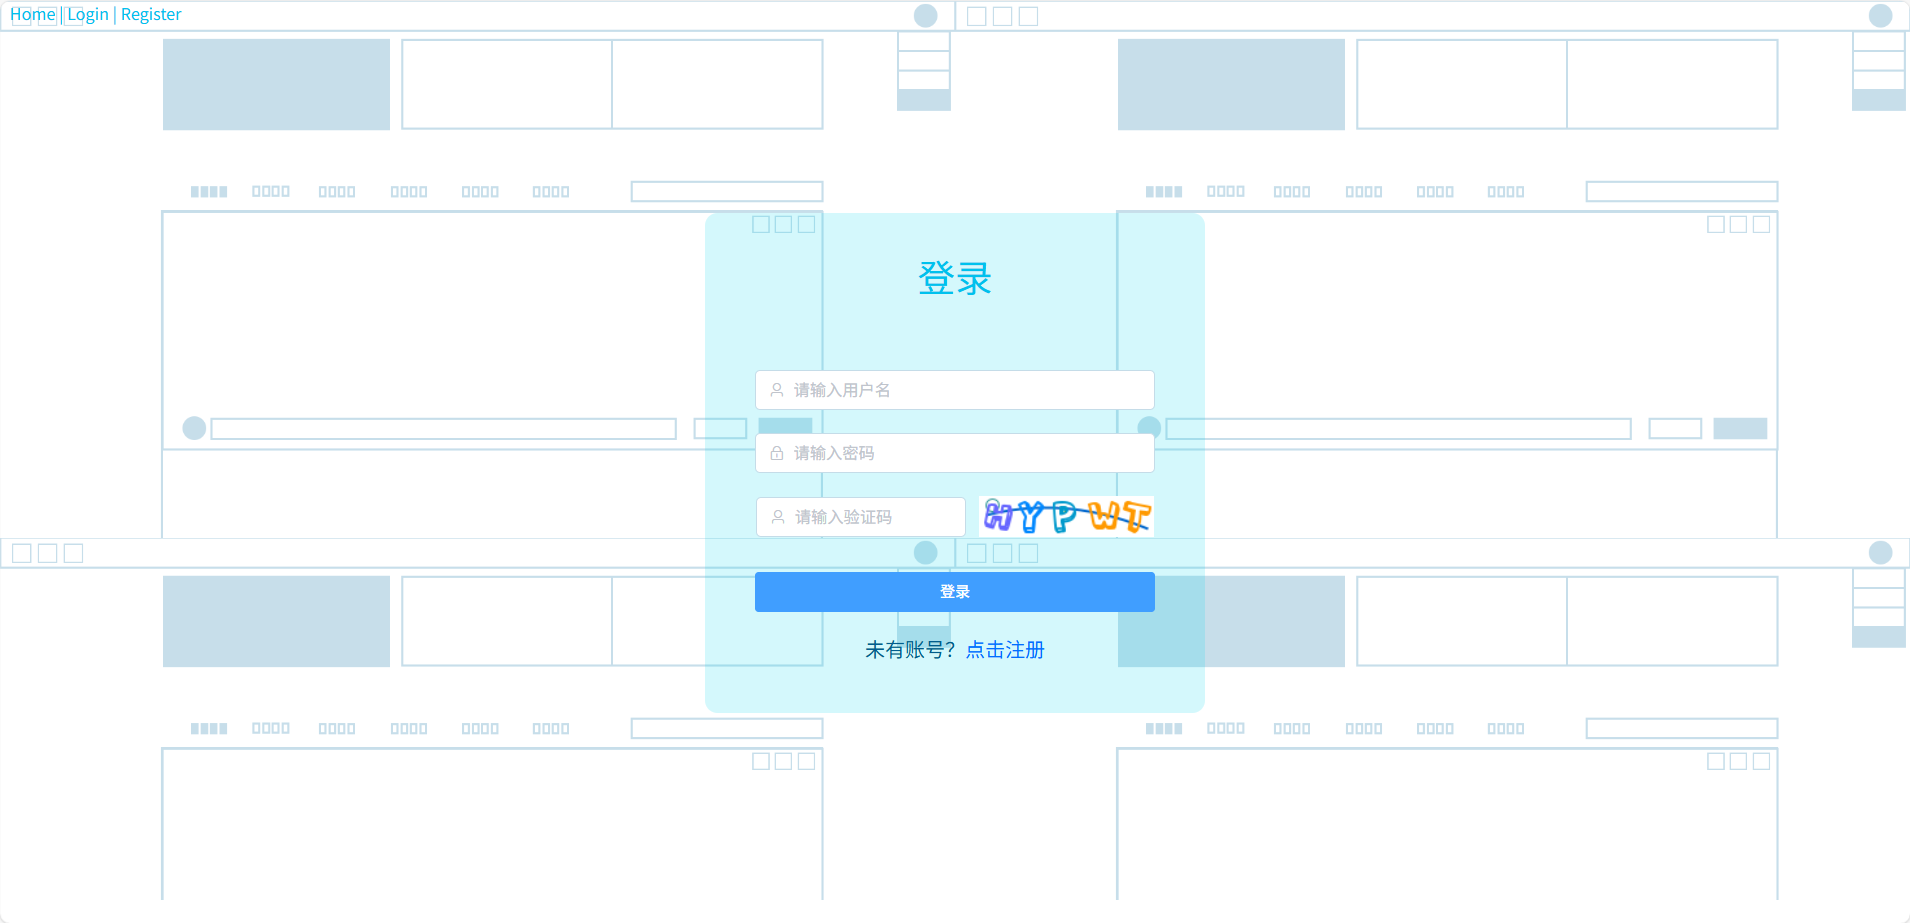 Home | Login | Register
登录
请输入用户名
请输入密码
请输入验证码
HYPWT
登录
未有账号？点击注册